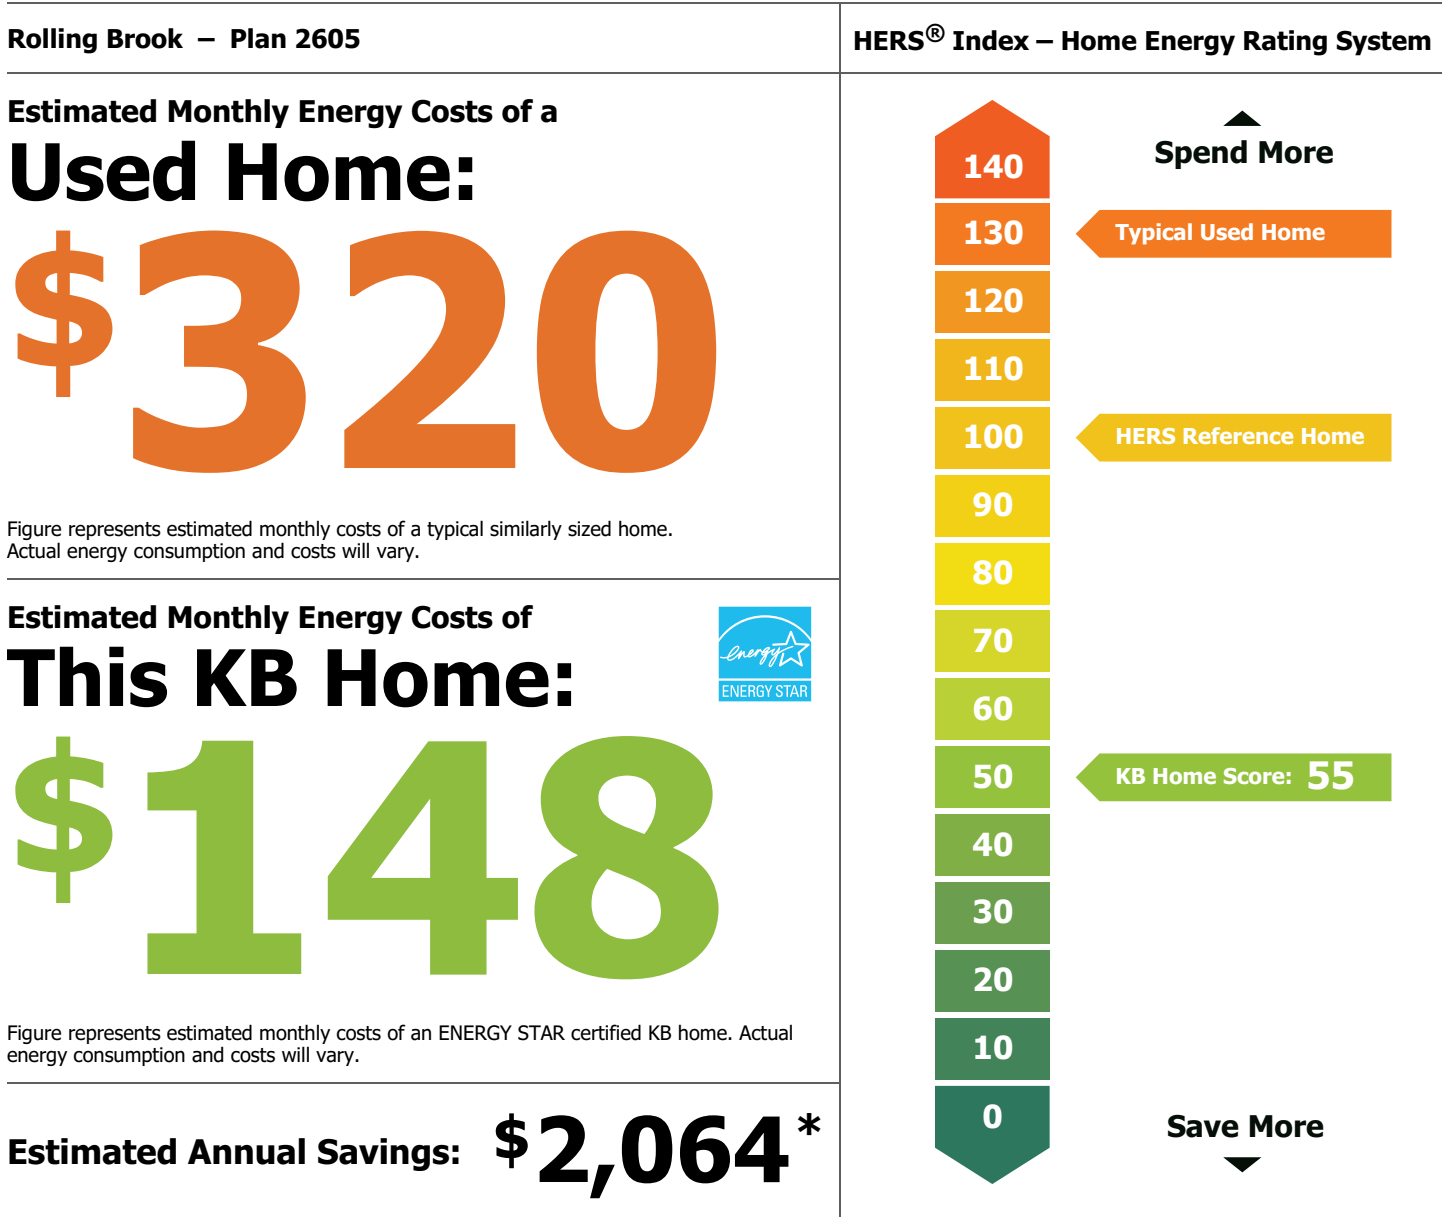 Rolling Brook – Plan 2605
Estimated Monthly Energy Costs of a
Used Home:
$320
Figure represents estimated monthly costs of a typical similarly sized home.
Actual energy consumption and costs will vary.
Estimated Monthly Energy Costs of
This KB Home:
energy
ENERGY STAR
$148
Figure represents estimated monthly costs of an ENERGY STAR certified KB home. Actual
energy consumption and costs will vary.
Estimated Annual Savings: $2,064*
HERS® Index – Home Energy Rating System
Spend More
140
130 Typical Used Home
120
110
100 HERS Reference Home
90
80
70
60
50 KB Home Score: 55
40
30
20
10
0
Save More